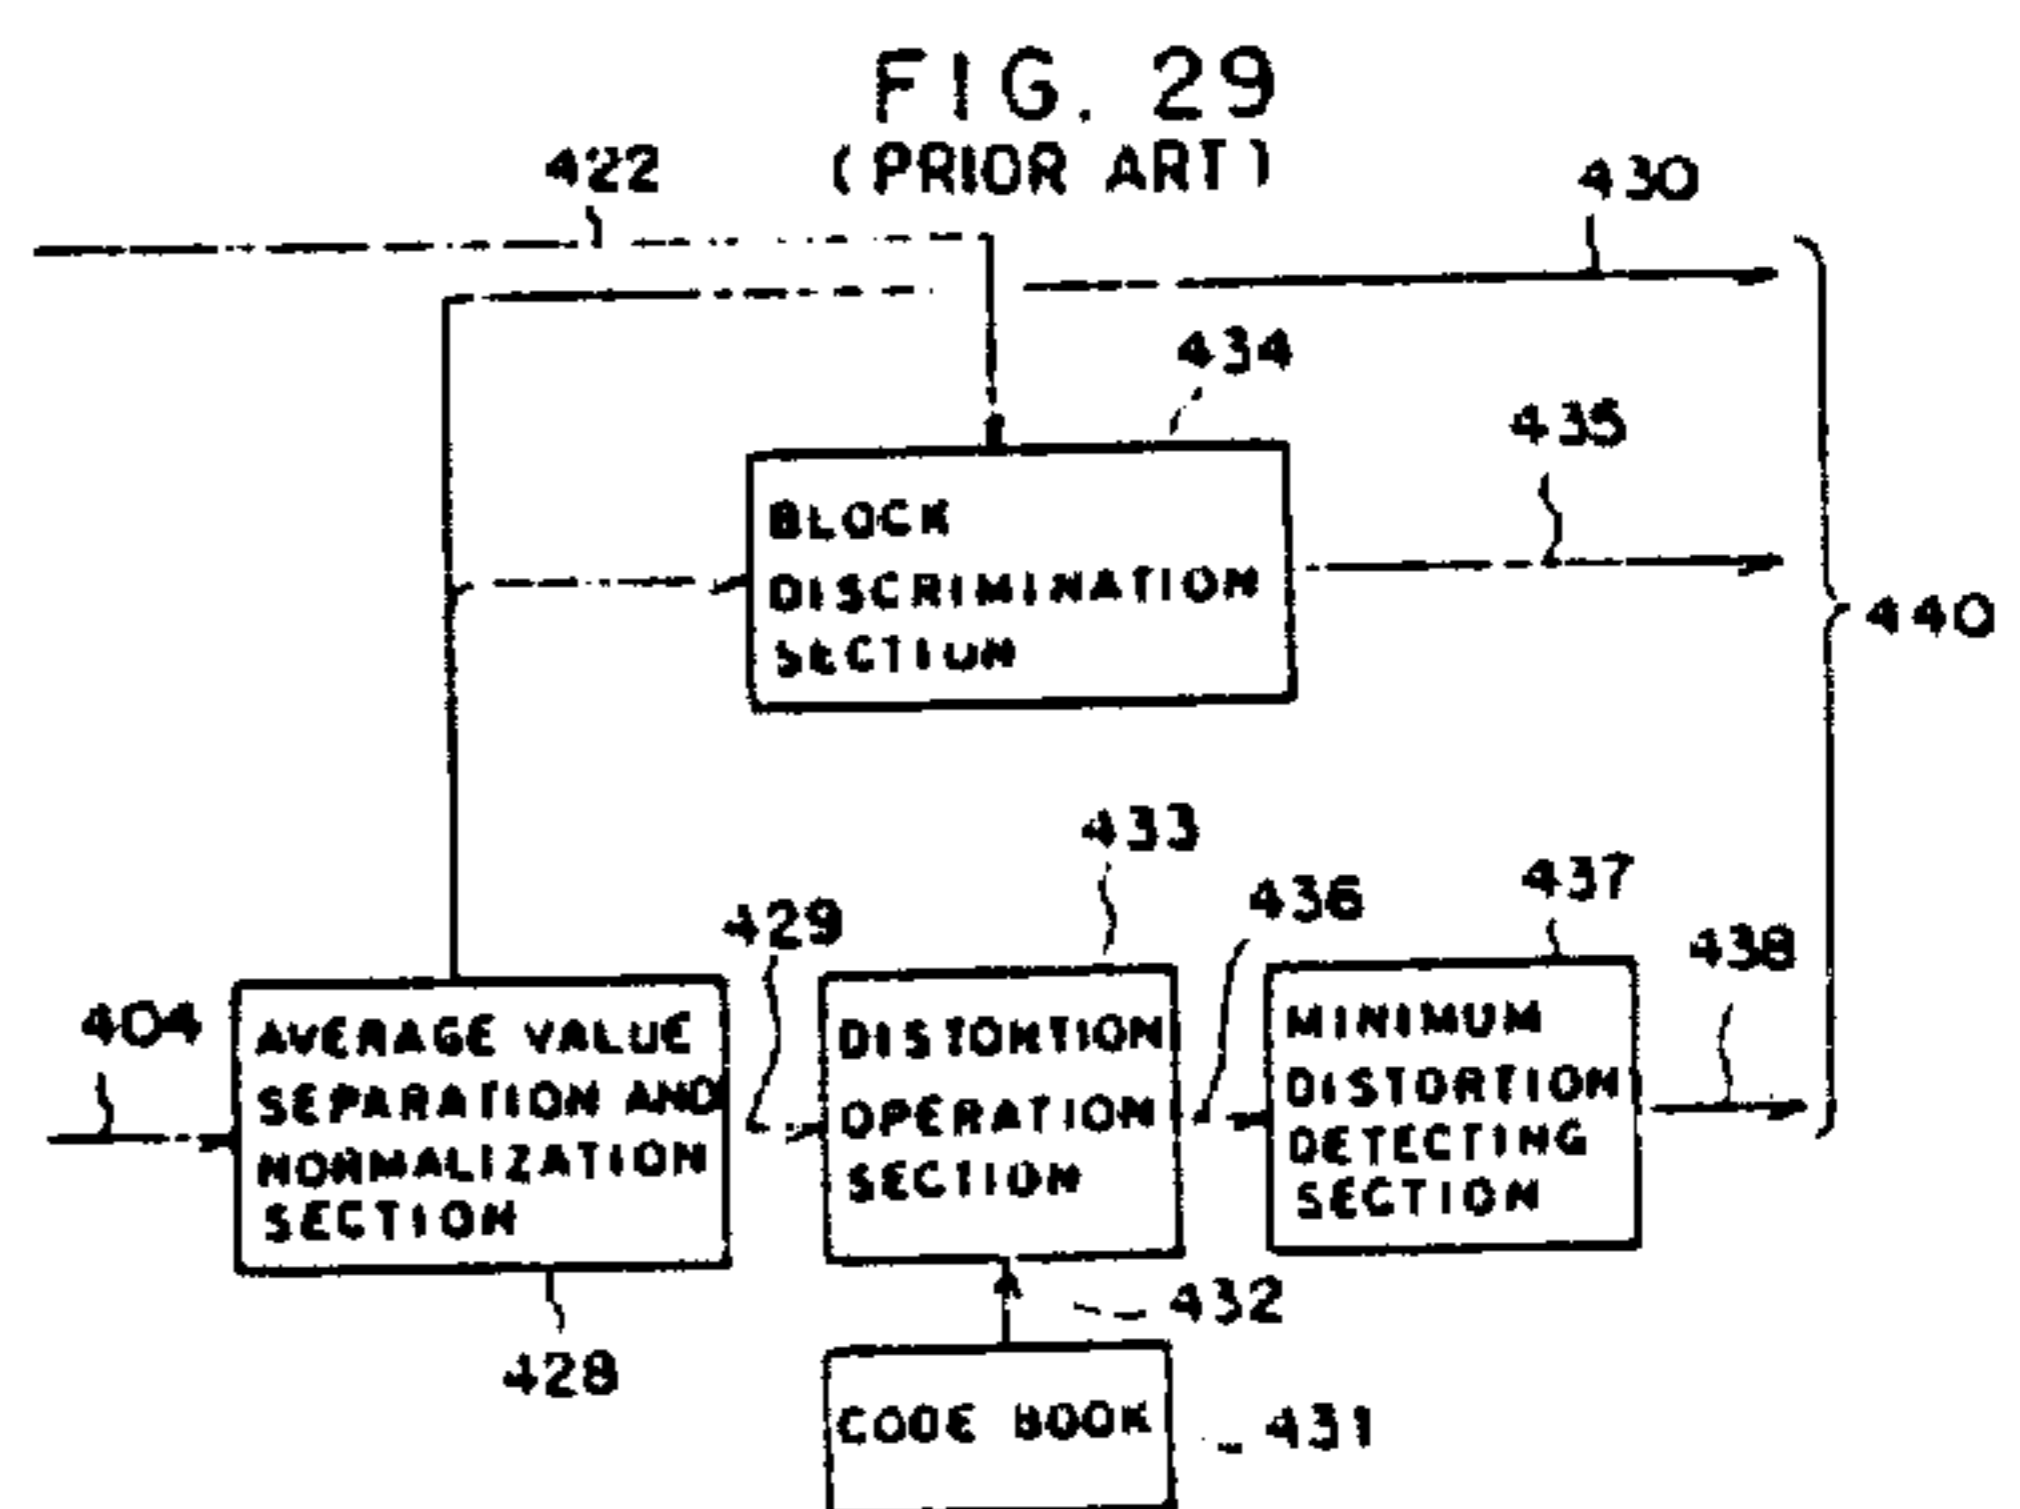 FIG. 29
(PRIOR ART)
422
430
434
435
BLOCK
DISCRIMINATION
SECTION
440
433
436
437
429
438
404
AVERAGE VALUE
SEPARATION AND
NORMALIZATION
SECTION
DISTORTION
OPERATION
SECTION
MINIMUM
DISTORTION
DETECTING
SECTION
432
428
CODE BOOK
431